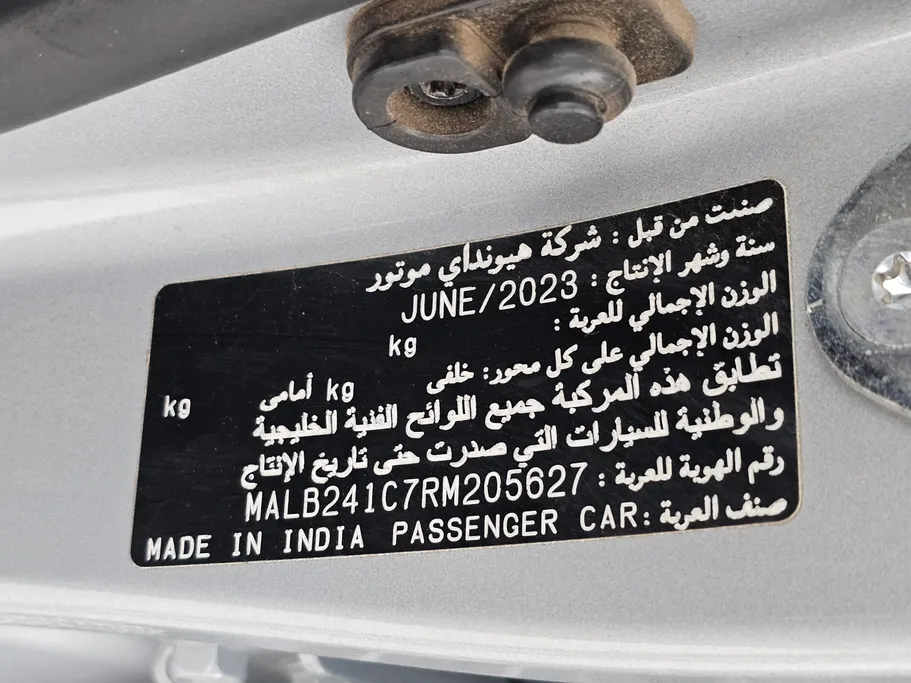 صنعت من قبل : شركة هيونداي موتور
سنة وشهر الإنتاج : JUNE/2023
الوزن الإجمالي للعربة : kg
الوزن الإجمالي على كل محور: خلفى kg أمامى kg
تطابق هذه المركبة جميع اللوائح الفنية الخليجية
والوطنية للسيارات التي صدرت حتى تاريخ الإنتاج
رقم الهوية للعربة : MALB241C7RM205627
صنف العربة : PASSENGER CAR MADE IN INDIA